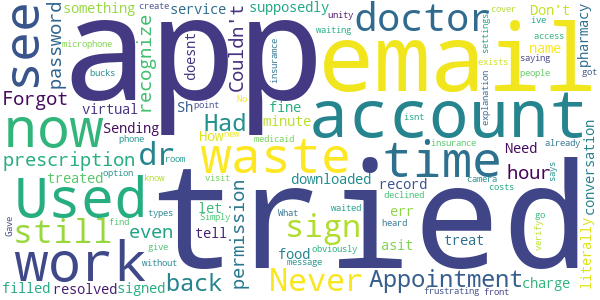 see
app
email
doctor
service
supposedly
create
unity
waiting
cover
ive
Don't
something
microphone
password
recognize
doesnt
Couldn't
insurance
settings
access
exists
saying
name
people
pharmacy
got
bucks
Forgot
virtual
Sh
point
No
fine
minute
explanation
account
now
Sending
Had
How
new
waste
time
isnt
insurance
already
Need
hour
prescription
phone
dr
room
medicaid
downloaded
record
camera
says
conversation
treated
option
know
visit
tried
declined
costs
Used
types
let
permission
What
waited
heard
err
go
sign
Simply
asit
treat
verify
literally
still
even
tell
food
Gave
find
give
obviously
message
Never
Appointment
work
without
back
filled
resolved
signed
charge
frustrating
front